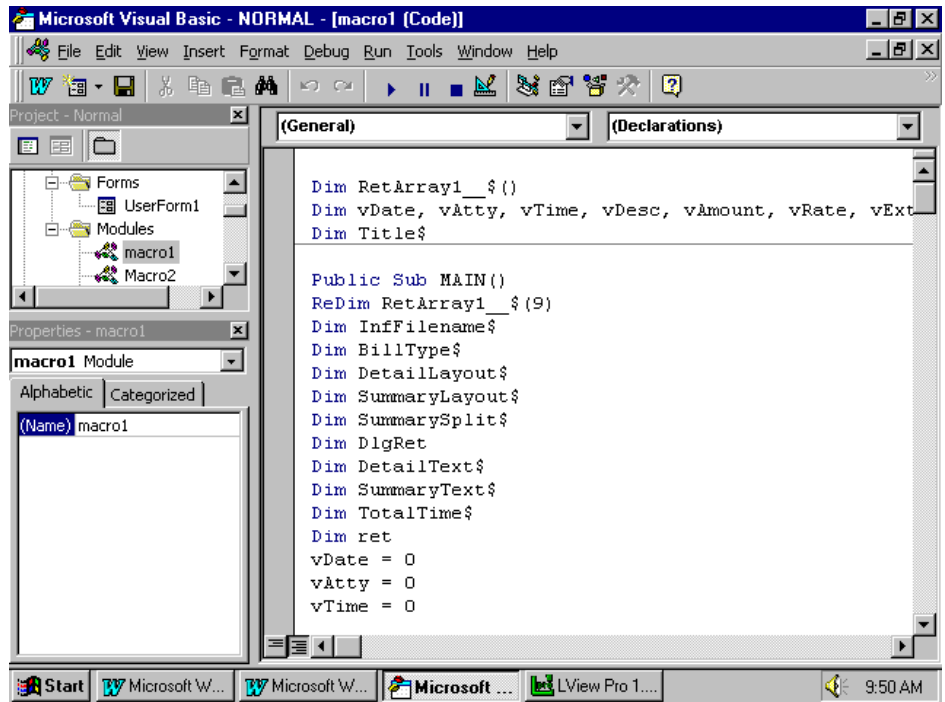 Microsoft Visual Basic - NORMAL - [macro1 (Code)]
File Edit View Insert Format Debug Run Tools Window Help
Project - Normal
Forms
UserForm1
Modules
macro1
Macro2
Properties - macro1
macro1 Module
Alphabetic Categorized
(Name) macro1
(General) (Declarations)
Dim RetArray1__$()
Dim vDate, vAtty, vTime, vDesc, vAmount, vRate, vExt
Dim Title$
Public Sub MAIN()
ReDim RetArray1__$(9)
Dim InfFilename$
Dim BillType$
Dim DetailLayout$
Dim SummaryLayout$
Dim SummarySplit$
Dim DlgRet
Dim DetailText$
Dim SummaryText$
Dim TotalTime$
Dim ret
vDate = 0
vAtty = 0
vTime = 0
Start Microsoft W... Microsoft W... Microsoft ... LView Pro 1.... 9:50 AM